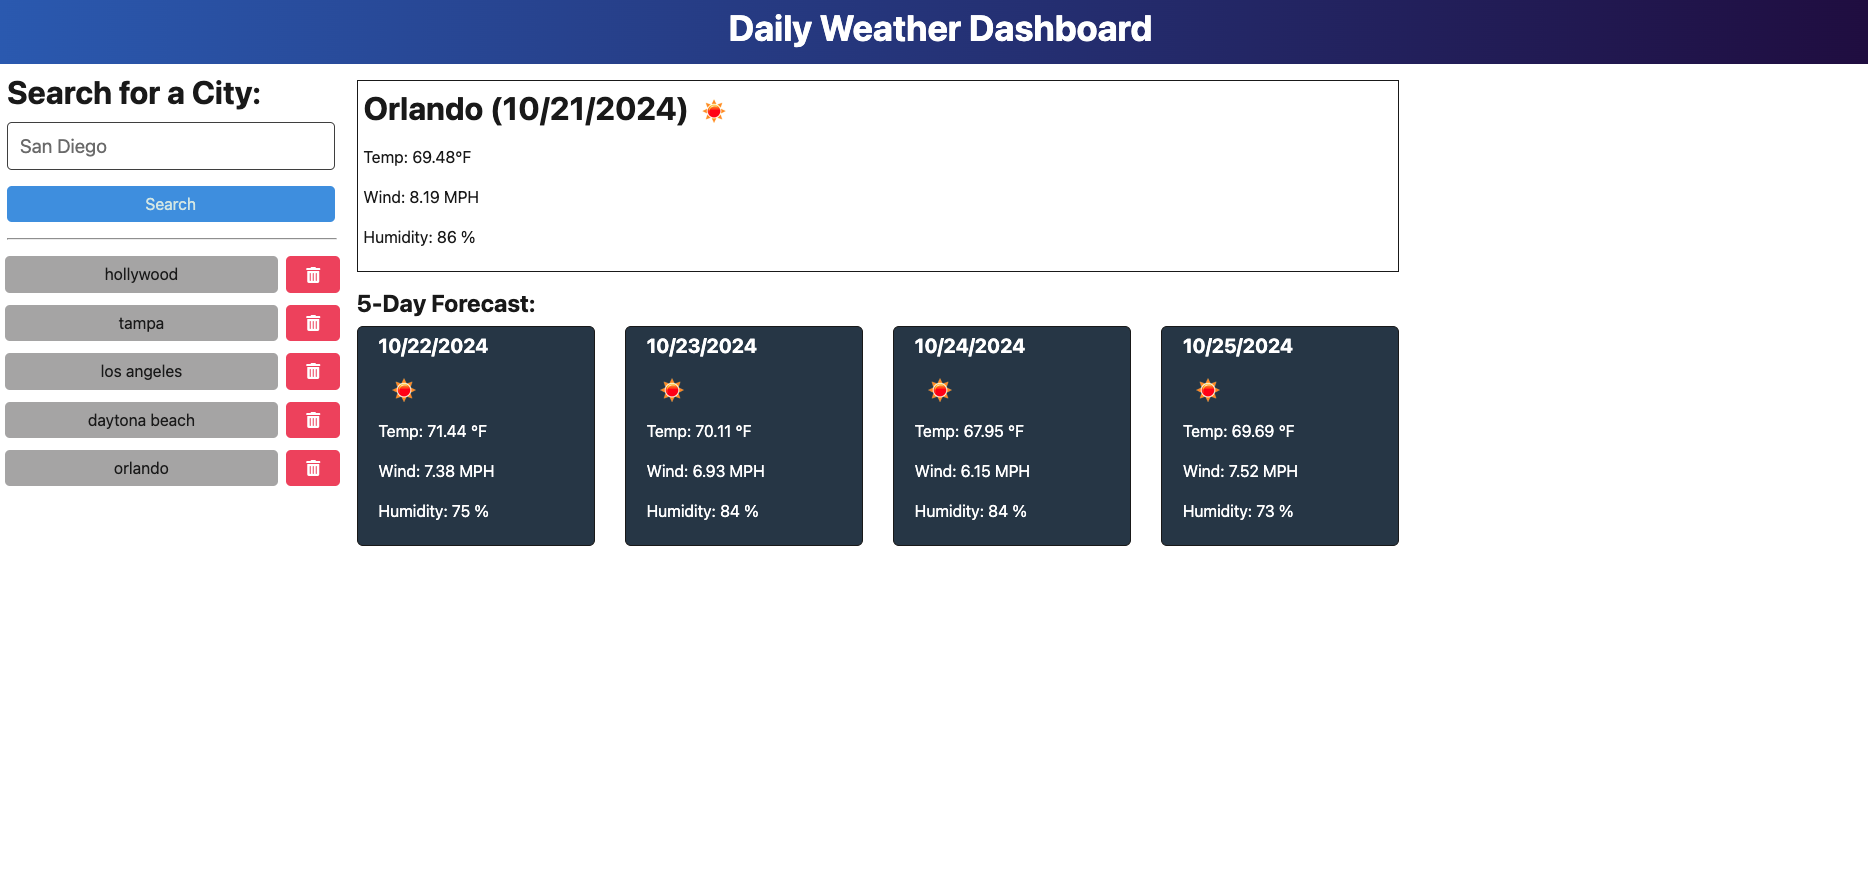 Daily Weather Dashboard
Search for a City:
San Diego
Search
hollywood
tampa
los angeles
daytona beach
orlando
Orlando (10/21/2024)
Temp: 69.48°F
Wind: 8.19 MPH
Humidity: 86 %
5-Day Forecast:
10/22/2024
Temp: 71.44 °F
Wind: 7.38 MPH
Humidity: 75 %
10/23/2024
Temp: 70.11 °F
Wind: 6.93 MPH
Humidity: 84 %
10/24/2024
Temp: 67.95 °F
Wind: 6.15 MPH
Humidity: 84 %
10/25/2024
Temp: 69.69 °F
Wind: 7.52 MPH
Humidity: 73 %